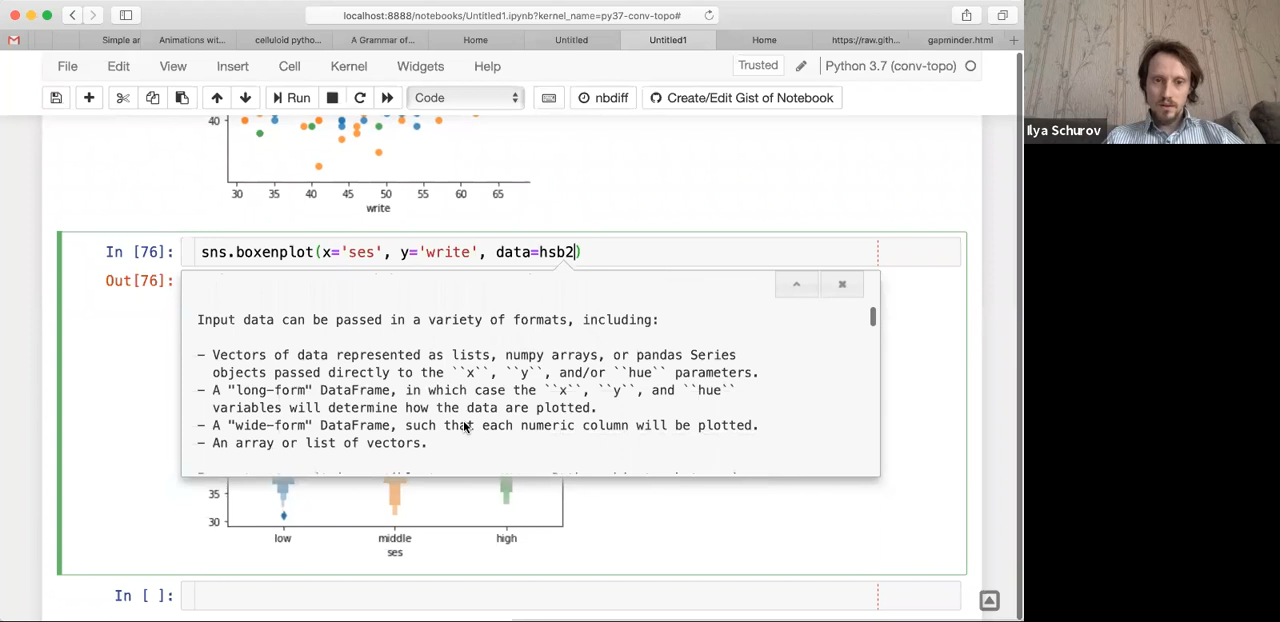 localhost:8888/notebooks/Untitled1.ipynb?kernel_name=py37-conv-topo#
Simple ar
Animations wit...
celluloid pytho...
A Grammar of...
Home
Untitled
Untitled1
Home
https://raw.gith...
gapminder.html
File Edit View Insert Cell Kernel Widgets Help
Trusted
Python 3.7 (conv-topo)
Run
Code
nbdiff
Create/Edit Gist of Notebook
Ilya Schurov
40
30 35 40 45 50 55 60 65
write
In [76]: sns.boxenplot(x='ses', y='write', data=hsb2)
Out[76]:
Input data can be passed in a variety of formats, including:
- Vectors of data represented as lists, numpy arrays, or pandas Series
objects passed directly to the ``x``, ``y``, and/or ``hue`` parameters.
- A "long-form" DataFrame, in which case the ``x``, ``y``, and ``hue``
variables will determine how the data are plotted.
- A "wide-form" DataFrame, such that each numeric column will be plotted.
- An array or list of vectors.
35
30
low middle high
ses
In [ ]: